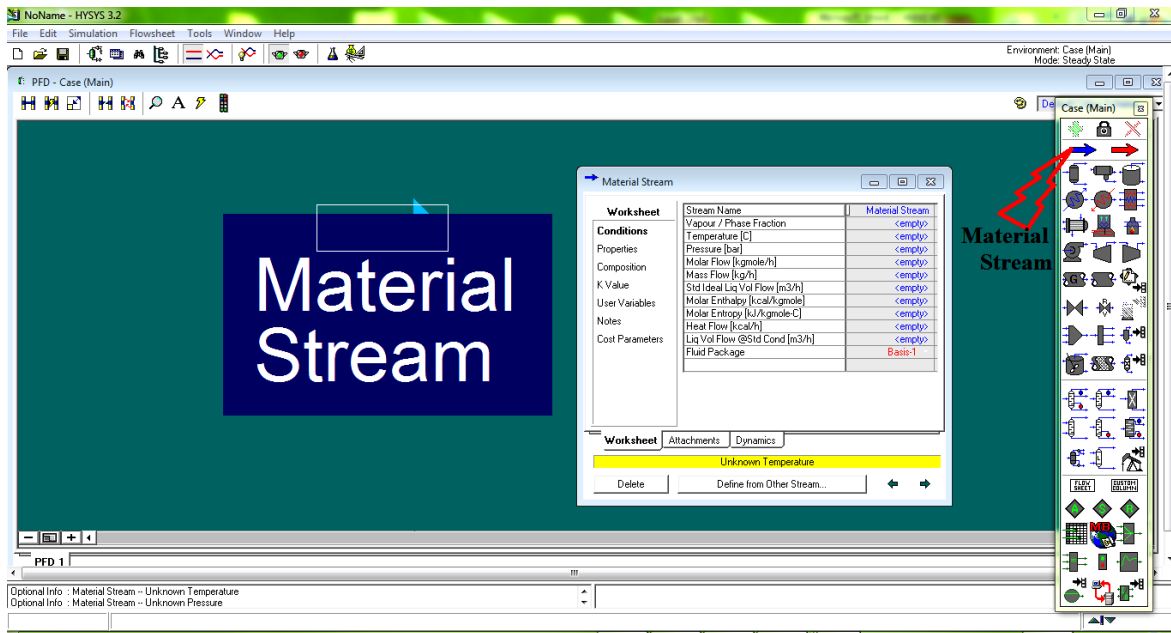 NoName - HYSYS 3.2
File Edit Simulation Flowsheet Tools Window Help
Environment: Case (Main)
Mode: Steady State
PFD - Case (Main)
A
De
Case (Main)
Material Stream
Worksheet
Conditions
Properties
Composition
K Value
User Variables
Notes
Cost Parameters
Stream Name Material Stream
Vapour / Phase Fraction <empty>
Temperature [C] <empty>
Pressure [bar] <empty>
Molar Flow [kgmole/h] <empty>
Mass Flow [kg/h] <empty>
Std Ideal Liq Vol Flow [m3/h] <empty>
Molar Enthalpy [kcal/kgmole] <empty>
Molar Entropy [kJ/kgmole-C] <empty>
Heat Flow [kcal/h] <empty>
Liq Vol Flow @Std Cond [m3/h] <empty>
Fluid Package Basis-1
Worksheet Attachments Dynamics
Unknown Temperature
Delete Define from Other Stream...
Material
Stream
Material
Stream
G
R
FLOW
SHEET
CUSTOM
COLUMN
A S R
MB
PFD 1
Optional Info : Material Stream -- Unknown Temperature
Optional Info : Material Stream -- Unknown Pressure